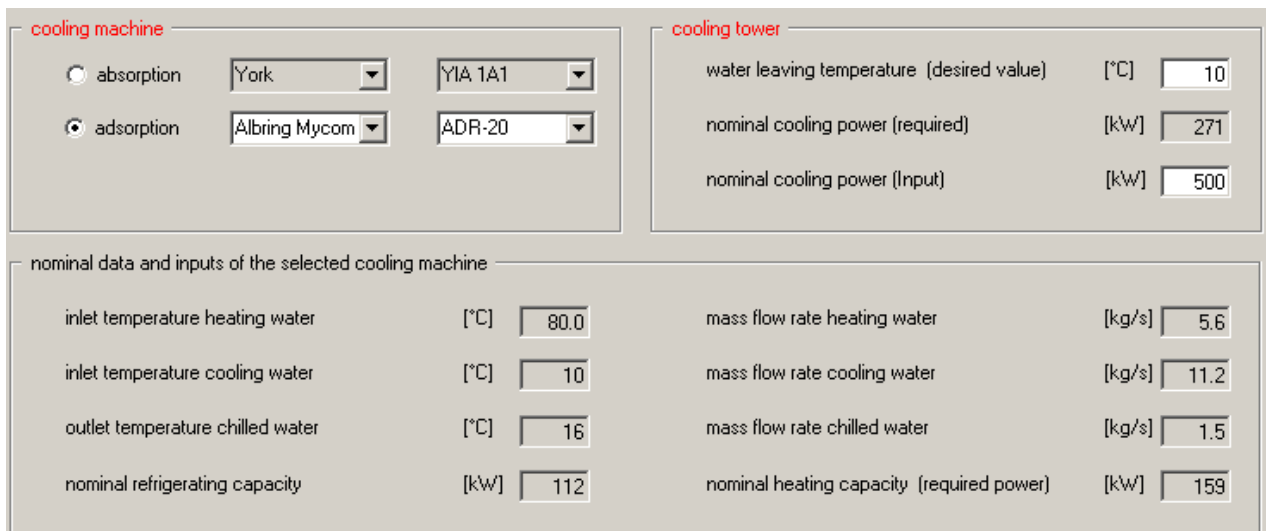 cooling machine
absorption York YIA 1A1
adsorption Albring Mycom ADR-20
cooling tower
water leaving temperature (desired value) [°C] 10
nominal cooling power (required) [kW] 271
nominal cooling power (Input) [kW] 500
nominal data and inputs of the selected cooling machine
inlet temperature heating water [°C] 80.0 mass flow rate heating water [kg/s] 5.6
inlet temperature cooling water [°C] 10 mass flow rate cooling water [kg/s] 11.2
outlet temperature chilled water [°C] 16 mass flow rate chilled water [kg/s] 1.5
nominal refrigerating capacity [kW] 112 nominal heating capacity (required power) [kW] 159